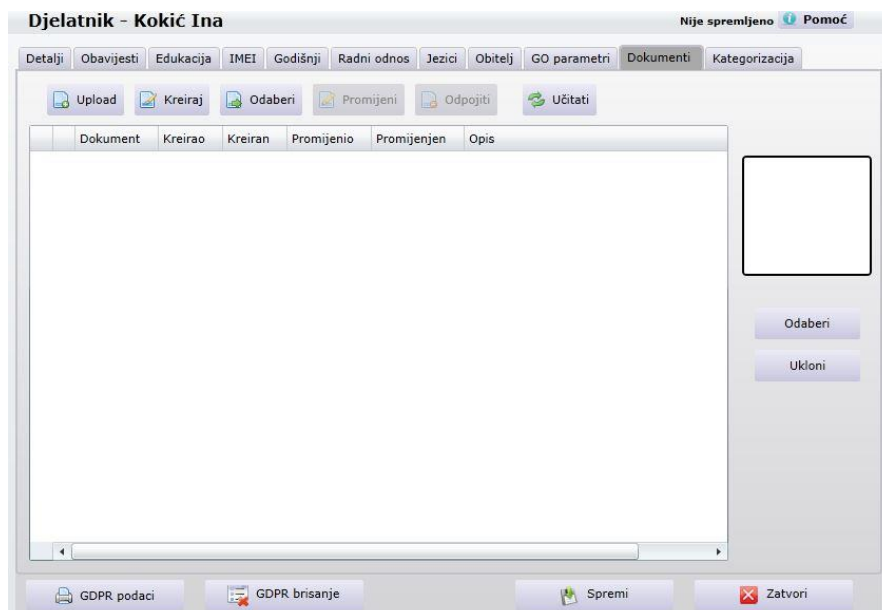 Djelatnik - Kokić Ina
Nije spremljeno Pomoć
Detalji Obavijesti Edukacija IMEI Godišnji Radni odnos Jezici Obitelj GO parametri Dokumenti Kategorizacija
Upload Kreiraj Odaberi Promijeni Odpojiti Učitati
Dokument Kreirao Kreiran Promijenio Promijenjen Opis
Odaberi
Ukloni
GDPR podaci GDPR brisanje Spremi Zatvori